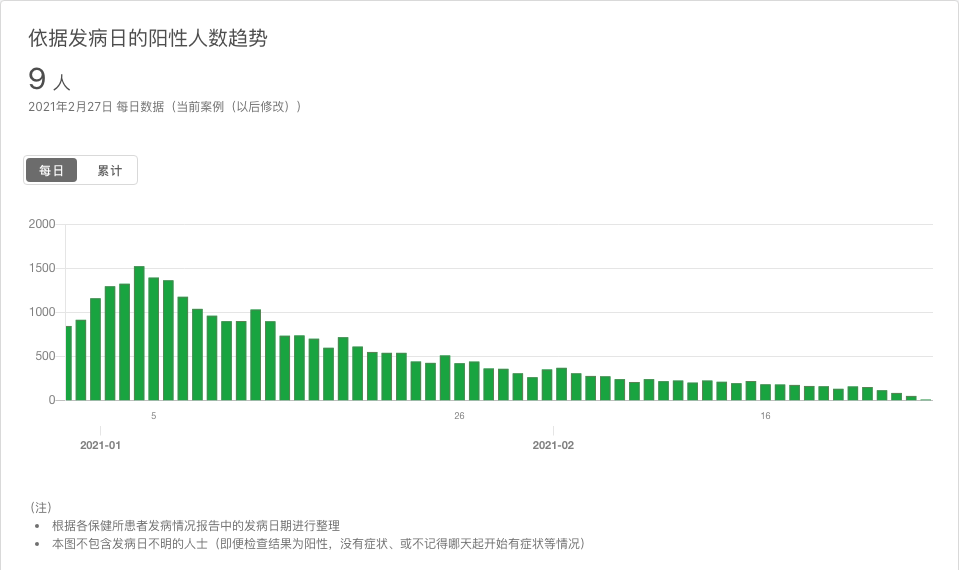 依据发病日的阳性人数趋势
9 人
2021年2月27日 每日数据（当前案例（以后修改））
每日 累计
2000
1500
1000
500
0
5 26 16
2021-01 2021-02
（注）
• 根据各保健所患者发病情况报告中的发病日期进行整理
• 本图不包含发病日不明的人士（即便检查结果为阳性，没有症状、或不记得哪天起开始有症状等情况）